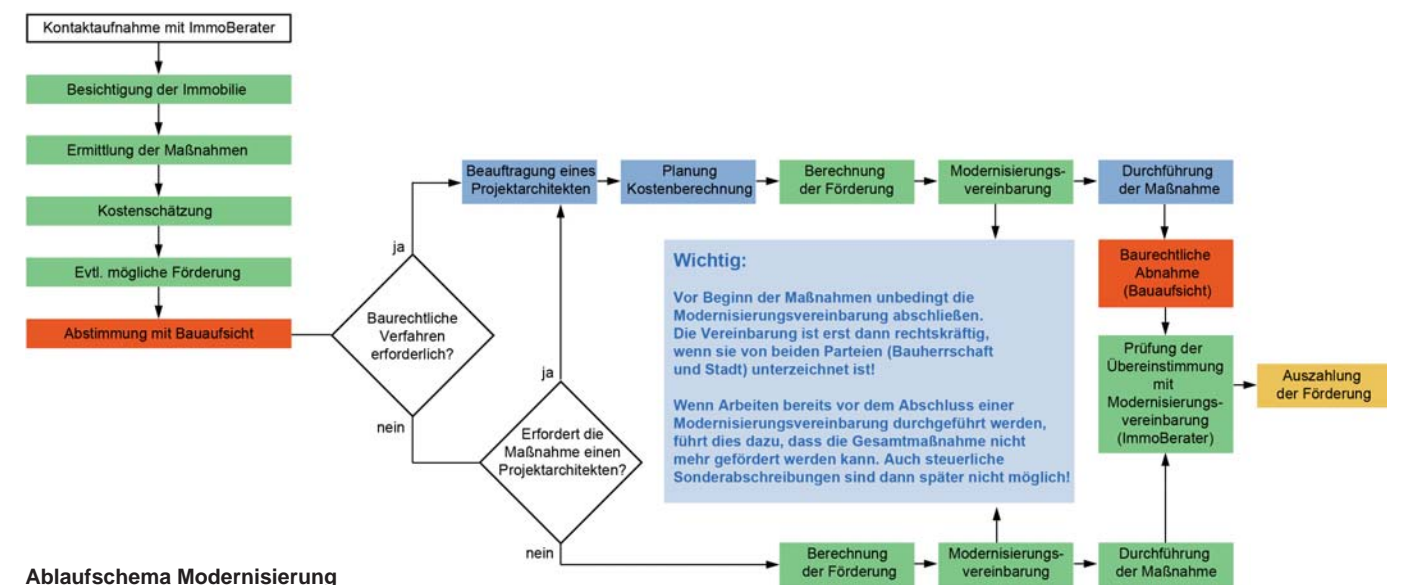 Kontaktaufnahme mit ImmoBerater
Besichtigung der Immobilie
Ermittlung der Maßnahmen
Kostenschätzung
Evtl. mögliche Förderung
Abstimmung mit Bauaufsicht
ja
Baurechtliche
Verfahren
erforderlich?
nein
ja
Erfordert die
Maßnahme einen
Projektarchitekten?
nein
Beauftragung eines
Projektarchitekten
Planung
Kostenberechnung
Berechnung
der Förderung
Modernisierungs-
vereinbarung
Durchführung
der Maßnahme
Wichtig:
Vor Beginn der Maßnahmen unbedingt die
Modernisierungsvereinbarung abschließen.
Die Vereinbarung ist erst dann rechtskräftig,
wenn sie von beiden Parteien (Bauherrschaft
und Stadt) unterzeichnet ist!
Wenn Arbeiten bereits vor dem Abschluss einer
Modernisierungsvereinbarung durchgeführt werden,
führt dies dazu, dass die Gesamtmaßnahme nicht
mehr gefördert werden kann. Auch steuerliche
Sonderabschreibungen sind dann später nicht möglich!
Baurechtliche
Abnahme
(Bauaufsicht)
Prüfung der
Übereinstimmung
mit
Modernisierungs-
vereinbarung
(ImmoBerater)
Auszahlung
der Förderung
Berechnung
der Förderung
Modernisierungs-
vereinbarung
Durchführung
der Maßnahme
Ablaufschema Modernisierung